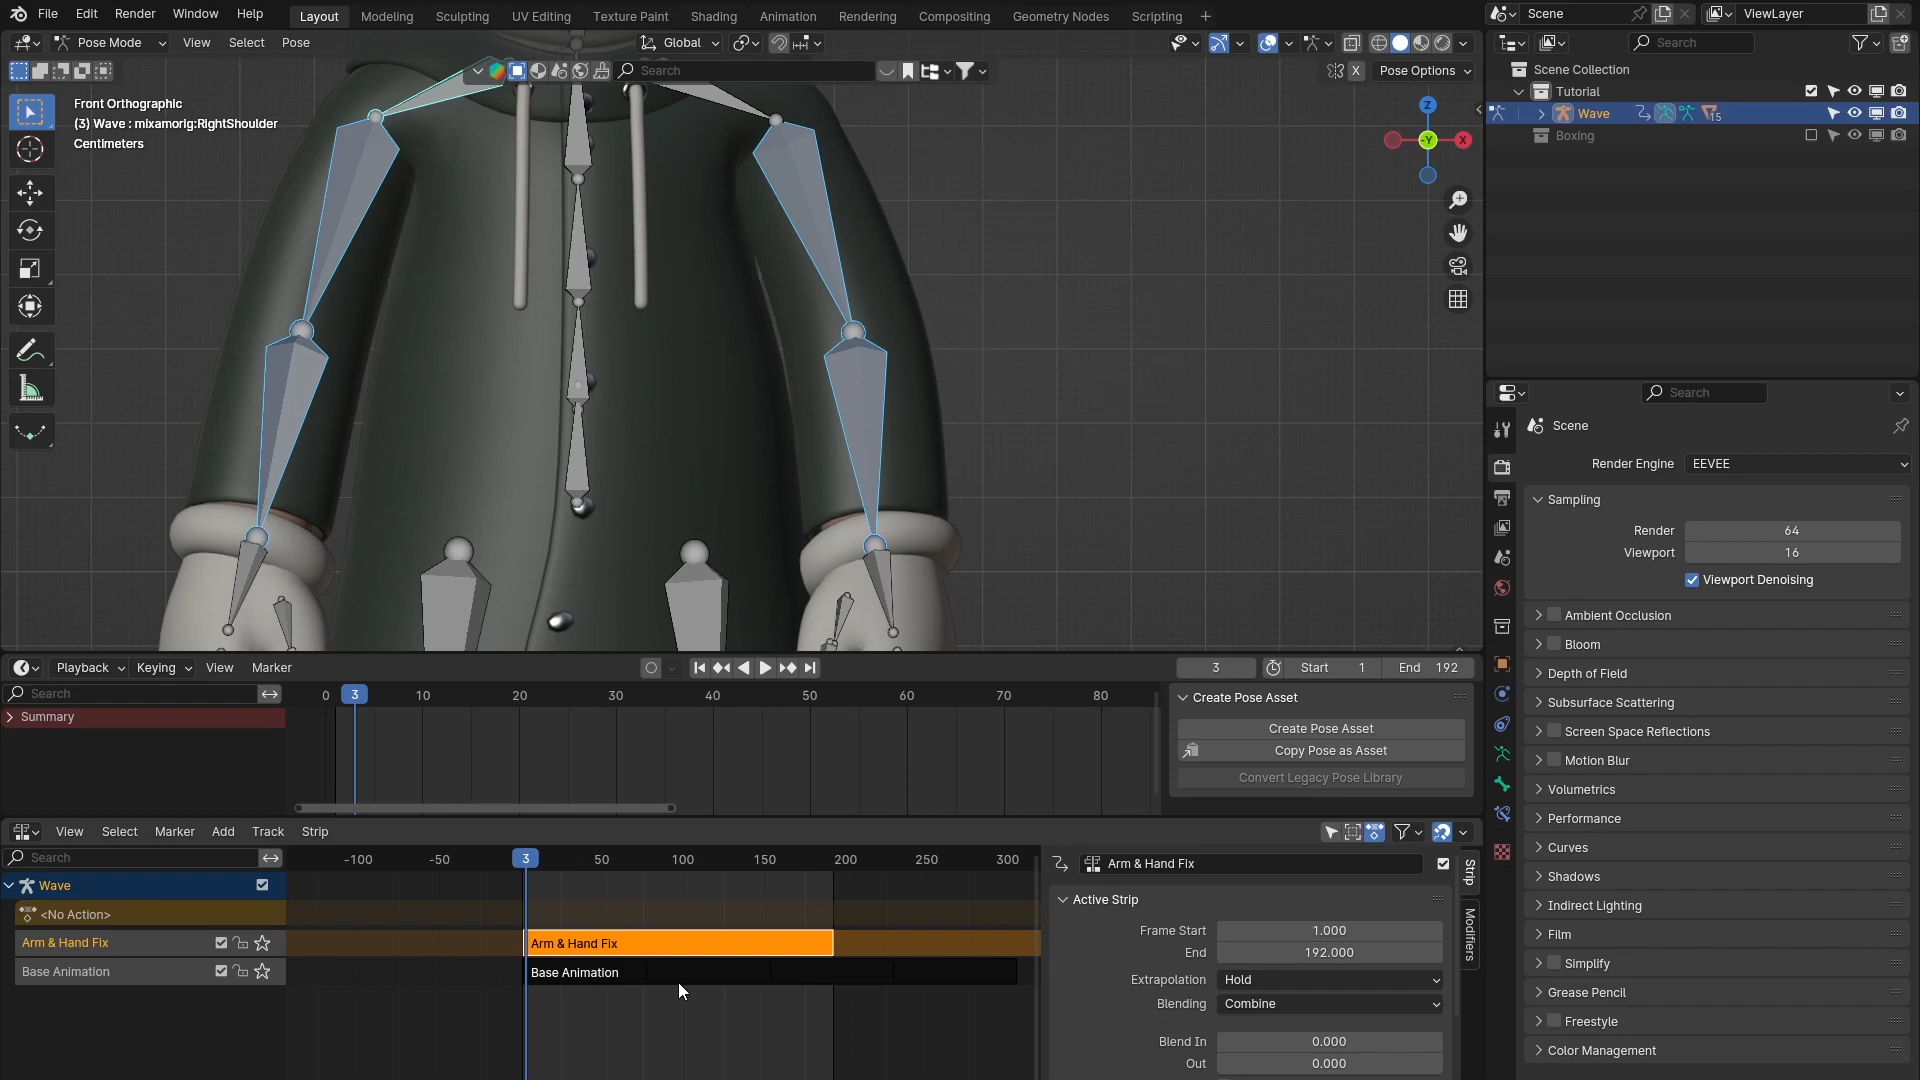 File Edit Render Window Help Layout Modeling Sculpting UV Editing Texture Paint Shading Animation Rendering Compositing Geometry Nodes Scripting + Scene ViewLayer
Pose Mode View Select Pose Global Search
Search X Pose Options
Scene Collection
Tutorial
Wave 15
Boxing
Front Orthographic
(3) Wave : mixamorig:RightShoulder
Centimeters
Z
-Y X
Search
Scene
Render Engine EEVEE
Sampling
Render 64
Viewport 16
Viewport Denoising
Ambient Occlusion
Bloom
Depth of Field
Subsurface Scattering
Screen Space Reflections
Motion Blur
Volumetrics
Performance
Curves
Shadows
Indirect Lighting
Film
Simplify
Grease Pencil
Freestyle
Color Management
Playback Keying View Marker 3 Start 1 End 192
Search 0 3 10 20 30 40 50 60 70 80
Summary
Create Pose Asset
Create Pose Asset
Copy Pose as Asset
Convert Legacy Pose Library
View Select Marker Add Track Strip
Search -100 -50 3 50 100 150 200 250 300
Wave
<No Action>
Arm & Hand Fix Arm & Hand Fix
Base Animation Base Animation
Arm & Hand Fix
Strip
Modifiers
Active Strip
Frame Start 1.000
End 192.000
Extrapolation Hold
Blending Combine
Blend In 0.000
Out 0.000